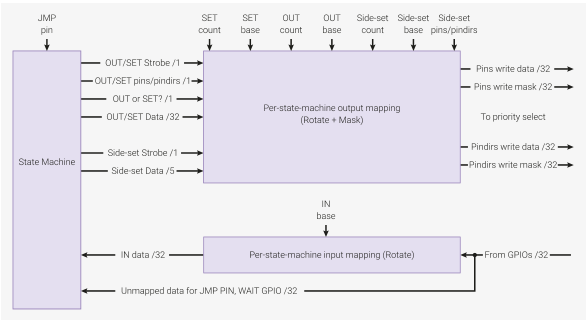 JMP
pin
SET
count
SET
base
OUT
count
OUT
base
Side-set
count
Side-set
base
Side-set
pins/pindirs
OUT/SET Strobe /1
OUT/SET pins/pindirs /1
OUT or SET? /1
OUT/SET Data /32
Side-set Strobe /1
Side-set Data /5
State Machine
Per-state-machine output mapping
(Rotate + Mask)
Pins write data /32
Pins write mask /32
To priority select
Pindirs write data /32
Pindirs write mask /32
IN
base
IN data /32
Per-state-machine input mapping (Rotate)
From GPIOs /32
Unmapped data for JMP PIN, WAIT GPIO /32